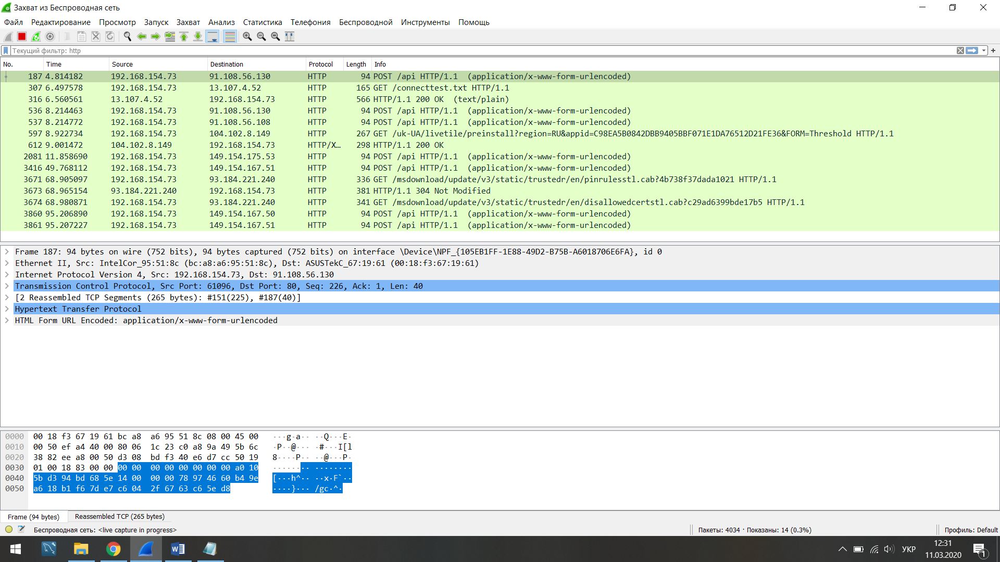 Захват из Беспроводная сеть
Файл Редактирование Просмотр Запуск Захват Анализ Статистика Телефония Беспроводной Инструменты Помощь
Текущий фильтр: http
No. Time Source Destination Protocol Length Info
187 4.814182 192.168.154.73 91.108.56.130 HTTP 94 POST /api HTTP/1.1 (application/x-www-form-urlencoded)
307 6.497578 192.168.154.73 13.107.4.52 HTTP 165 GET /connecttest.txt HTTP/1.1
316 6.560561 13.107.4.52 192.168.154.73 HTTP 566 HTTP/1.1 200 OK (text/plain)
536 8.214463 192.168.154.73 91.108.56.130 HTTP 94 POST /api HTTP/1.1 (application/x-www-form-urlencoded)
537 8.214772 192.168.154.73 91.108.56.108 HTTP 94 POST /api HTTP/1.1 (application/x-www-form-urlencoded)
597 8.922734 192.168.154.73 104.102.8.149 HTTP 267 GET /uk-UA/livetile/preinstall?region=RU&appid=C98EA5B0842DBB9405BBF071E1DA76512D21FE36&FORM=Threshold HTTP/1.1
612 9.001472 104.102.8.149 192.168.154.73 HTTP/X… 298 HTTP/1.1 200 OK
2081 11.858690 192.168.154.73 149.154.175.53 HTTP 94 POST /api HTTP/1.1 (application/x-www-form-urlencoded)
3416 49.768112 192.168.154.73 149.154.167.51 HTTP 94 POST /api HTTP/1.1 (application/x-www-form-urlencoded)
3671 68.905097 192.168.154.73 93.184.221.240 HTTP 336 GET /msdownload/update/v3/static/trustedr/en/pinrulesstl.cab?4b738f37dada1021 HTTP/1.1
3673 68.965154 93.184.221.240 192.168.154.73 HTTP 381 HTTP/1.1 304 Not Modified
3674 68.980871 192.168.154.73 93.184.221.240 HTTP 341 GET /msdownload/update/v3/static/trustedr/en/disallowedcertstl.cab?c29ad6399bde17b5 HTTP/1.1
3860 95.206890 192.168.154.73 149.154.167.50 HTTP 94 POST /api HTTP/1.1 (application/x-www-form-urlencoded)
3861 95.207227 192.168.154.73 149.154.167.51 HTTP 94 POST /api HTTP/1.1 (application/x-www-form-urlencoded)
Frame 187: 94 bytes on wire (752 bits), 94 bytes captured (752 bits) on interface \Device\NPF_{105EB1FF-1E88-49D2-B75B-A6018706E6FA}, id 0
Ethernet II, Src: IntelCor_95:51:8c (bc:a8:a6:95:51:8c), Dst: ASUSTekC_67:19:61 (00:18:f3:67:19:61)
Internet Protocol Version 4, Src: 192.168.154.73, Dst: 91.108.56.130
Transmission Control Protocol, Src Port: 61096, Dst Port: 80, Seq: 226, Ack: 1, Len: 40
[2 Reassembled TCP Segments (265 bytes): #151(225), #187(40)]
Hypertext Transfer Protocol
HTML Form URL Encoded: application/x-www-form-urlencoded
0000 00 18 f3 67 19 61 bc a8 a6 95 51 8c 08 00 45 00 ···g·a·· ··Q···E·
0010 00 50 ef a4 40 00 80 06 1c 23 c0 a8 9a 49 5b 6c ·P··@··· ·#···I[l
0020 38 82 ee a8 00 50 d3 08 bd f3 40 e6 d7 cc 50 19 8····P·· ··@···P·
0030 01 00 18 83 00 00 00 00 00 00 00 00 00 00 a0 10 ········ ········
0040 5b d3 94 bd 68 5e 14 00 00 00 78 97 46 60 b4 9e [···h^·· ··x·F`··
0050 a6 18 b1 f6 7d e7 c6 04 2f 67 63 c6 5e d8 ····}··· /gc·^·
Frame (94 bytes) Reassembled TCP (265 bytes)
Беспроводная сеть: <live capture in progress> Пакеты: 4034 · Показаны: 14 (0.3%) Профиль: Default
УКР 12:31
11.03.2020
1